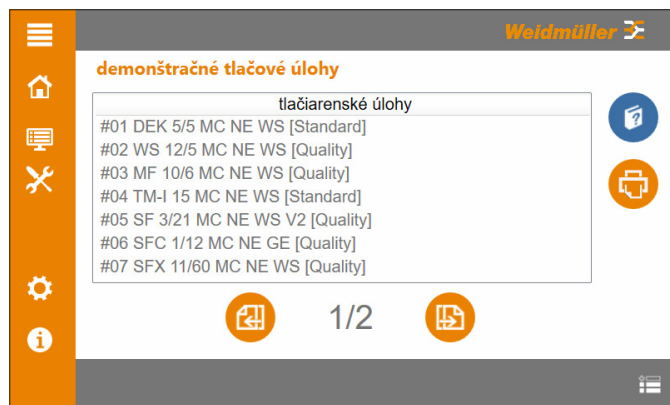 Weidmüller
demonštračné tlačové úlohy
tlačiarenské úlohy
#01 DEK 5/5 MC NE WS [Standard]
#02 WS 12/5 MC NE WS [Quality]
#03 MF 10/6 MC NE WS [Quality]
#04 TM-I 15 MC NE WS [Standard]
#05 SF 3/21 MC NE WS V2 [Quality]
#06 SFC 1/12 MC NE GE [Quality]
#07 SFX 11/60 MC NE WS [Quality]
1/2